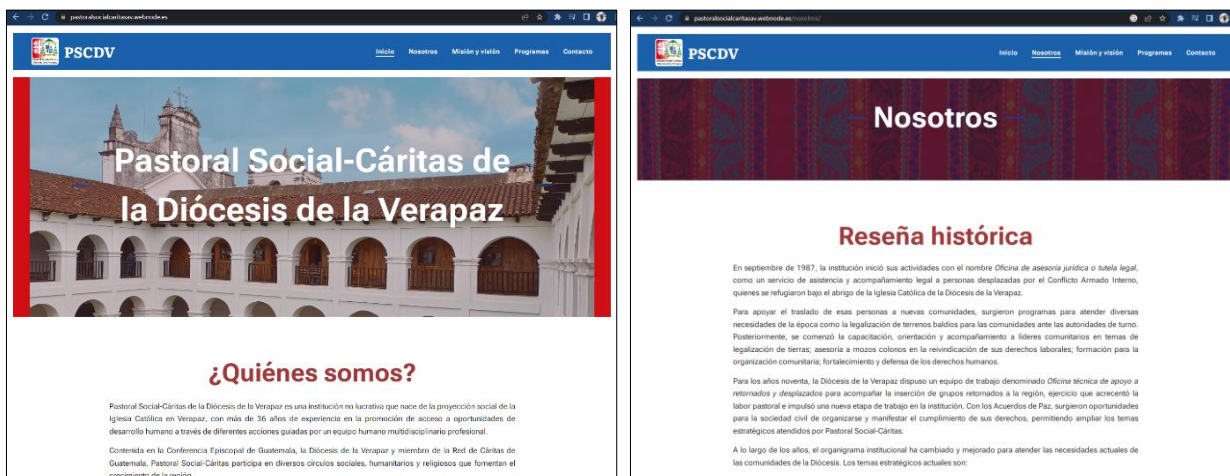 pastoralsocialcaritasav.webnode.es
PSCDV
Inicio Nosotros Misión y visión Programas Contacto
Pastoral Social-Cáritas de
la Diócesis de la Verapaz
¿Quiénes somos?
Pastoral Social-Cáritas de la Diócesis de la Verapaz es una institución no lucrativa que nace de la proyección social de la
Iglesia Católica en Verapaz, con más de 36 años de experiencia en la promoción de acceso a oportunidades de
desarrollo humano a través de diferentes acciones guiadas por un equipo humano multidisciplinario profesional.
Contenida en la Conferencia Episcopal de Guatemala, la Diócesis de la Verapaz y miembro de la Red de Cáritas de
Guatemala, Pastoral Social-Cáritas participa en diversos círculos sociales, humanitarios y religiosos que fomentan el
crecimiento de la región.
pastoralsocialcaritasav.webnode.es/nosotros/
PSCDV
Inicio Nosotros Misión y visión Programas Contacto
Nosotros
Reseña histórica
En septiembre de 1987, la institución inició sus actividades con el nombre Oficina de asesoría jurídica o tutela legal,
como un servicio de asistencia y acompañamiento legal a personas desplazadas por el Conflicto Armado Interno,
quienes se refugiaron bajo el abrigo de la Iglesia Católica de la Diócesis de la Verapaz.
Para apoyar el traslado de esas personas a nuevas comunidades, surgieron programas para atender diversas
necesidades de la época como la legalización de terrenos baldíos para las comunidades ante las autoridades de turno.
Posteriormente, se comenzó la capacitación, orientación y acompañamiento a líderes comunitarios en temas de
legalización de tierras; asesoría a mozos colonos en la reivindicación de sus derechos laborales; formación para la
organización comunitaria; fortalecimiento y defensa de los derechos humanos.
Para los años noventa, la Diócesis de la Verapaz dispuso un equipo de trabajo denominado Oficina técnica de apoyo a
retornados y desplazados para acompañar la inserción de grupos retornados a la región, ejercicio que acrecentó la
labor pastoral e impulsó una nueva etapa de trabajo en la institución. Con los Acuerdos de Paz, surgieron oportunidades
para la sociedad civil de organizarse y manifestar el cumplimiento de sus derechos, permitiendo ampliar los temas
estratégicos atendidos por Pastoral Social-Cáritas.
A lo largo de los años, el organigrama institucional ha cambiado y mejorado para atender las necesidades actuales de
las comunidades de la Diócesis. Los temas estratégicos actuales son: